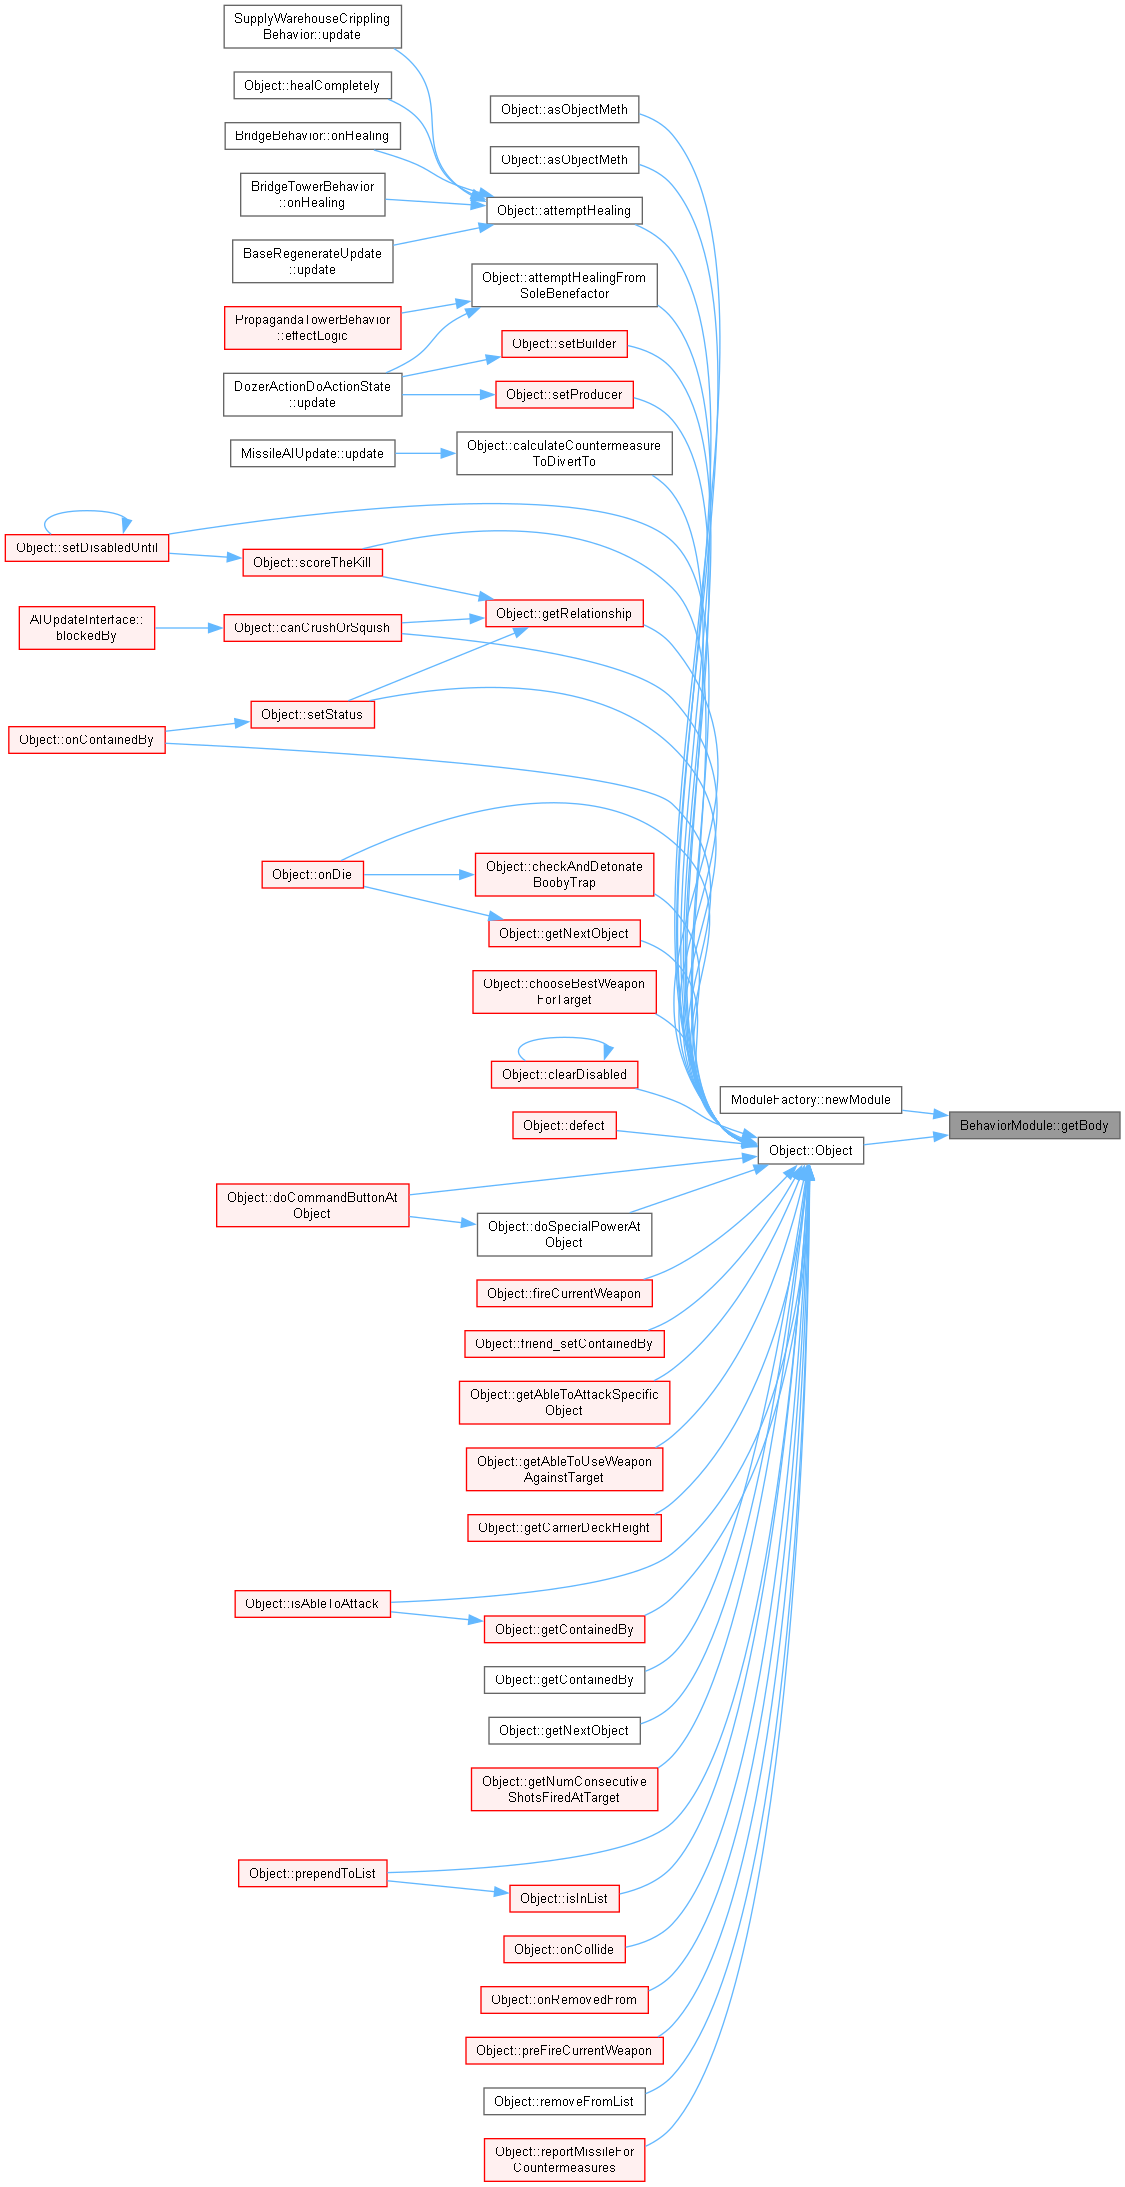 SupplyWarehouseCrippling
Behavior::update
Object::healCompletely
BridgeBehavior::onHealing
BridgeTowerBehavior
::onHealing
BaseRegenerateUpdate
::update
PropagandaTowerBehavior
::effectLogic
DozerActionDoActionState
::update
MissileAIUpdate::update
Object::asObjectMeth
Object::asObjectMeth
Object::attemptHealing
Object::attemptHealingFrom
SoleBenefactor
Object::setBuilder
Object::setProducer
Object::calculateCountermeasure
ToDivertTo
Object::setDisabledUntil
Object::scoreTheKill
AIUpdateInterface::
blockedBy
Object::canCrushOrSquish
Object::getRelationship
Object::setStatus
Object::onContainedBy
Object::onDie
Object::checkAndDetonate
BoobyTrap
Object::getNextObject
Object::chooseBestWeapon
ForTarget
Object::clearDisabled
Object::defect
ModuleFactory::newModule
BehaviorModule::getBody
Object::Object
Object::doCommandButtonAt
Object
Object::doSpecialPowerAt
Object
Object::fireCurrentWeapon
Object::friend_setContainedBy
Object::getAbleToAttackSpecific
Object
Object::getAbleToUseWeapon
AgainstTarget
Object::getCarrierDeckHeight
Object::isAbleToAttack
Object::getContainedBy
Object::getContainedBy
Object::getNextObject
Object::getNumConsecutive
ShotsFiredAtTarget
Object::prependToList
Object::isInList
Object::onCollide
Object::onRemovedFrom
Object::preFireCurrentWeapon
Object::removeFromList
Object::reportMissileFor
Countermeasures